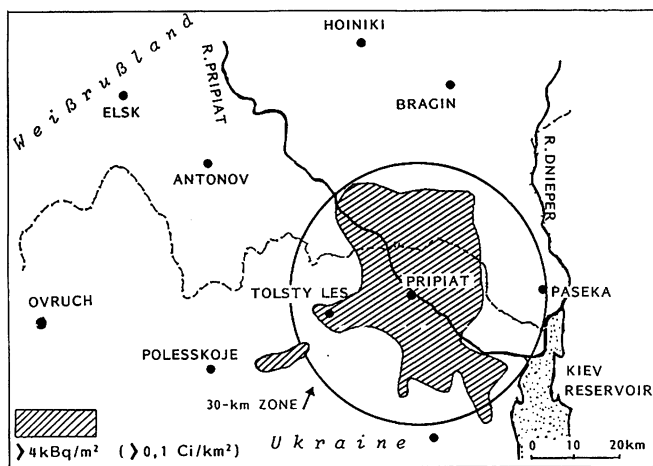 HOINIKI
Weißrußland
R.PRIPIAT
BRAGIN
ELSK
R.DNIEPER
ANTONOV
TOLSTY LES
PRIPIAT
PASEKA
OVRUCH
POLESSKOJE
KIEV
RESERVOIR
30-km ZONE
Ukraine
>4kBq/m² (>0,1 Ci/km²)
0 10 20km